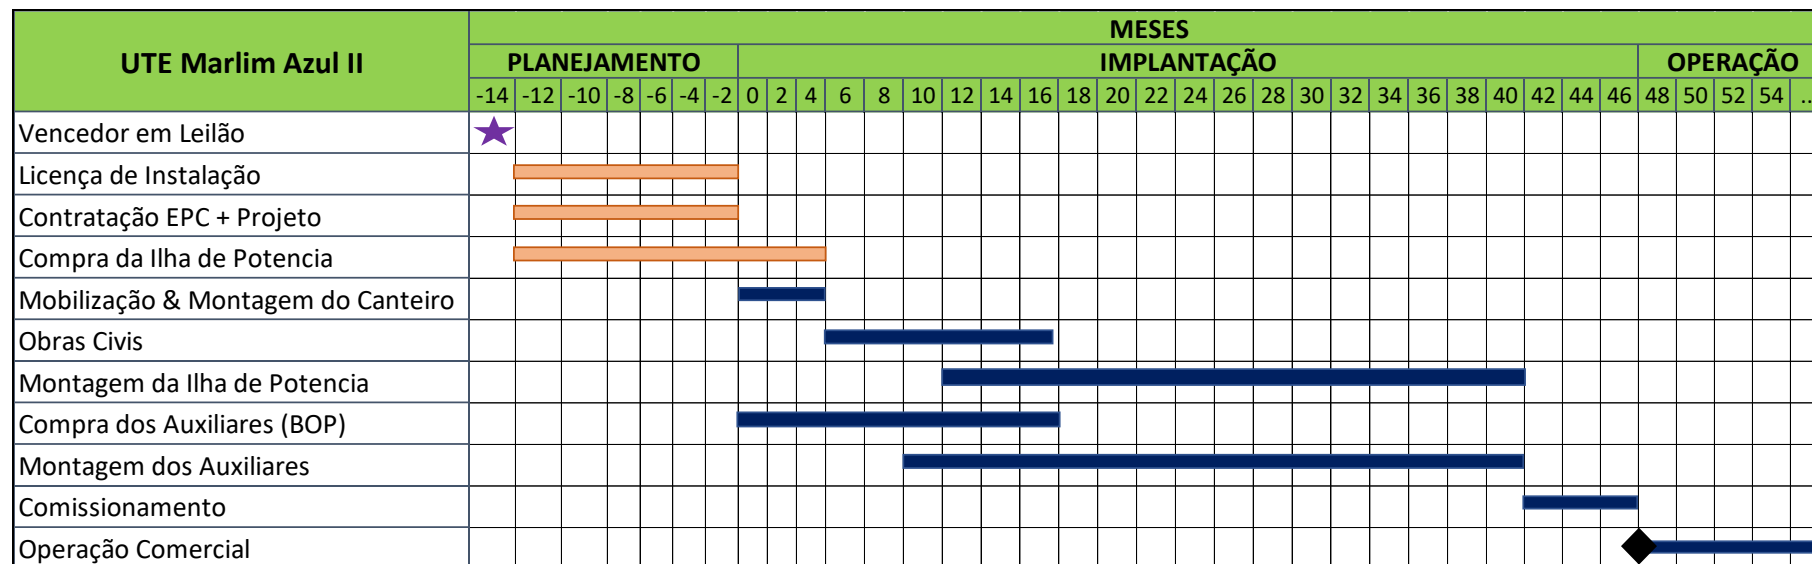 UTE Marlim Azul II
MESES
PLANEJAMENTO IMPLANTAÇÃO OPERAÇÃO
-14 -12 -10 -8 -6 -4 -2 0 2 4 6 8 10 12 14 16 18 20 22 24 26 28 30 32 34 36 38 40 42 44 46 48 50 52 54 ..
Vencedor em Leilão
Licença de Instalação
Contratação EPC + Projeto
Compra da Ilha de Potencia
Mobilização & Montagem do Canteiro
Obras Civis
Montagem da Ilha de Potencia
Compra dos Auxiliares (BOP)
Montagem dos Auxiliares
Comissionamento
Operação Comercial